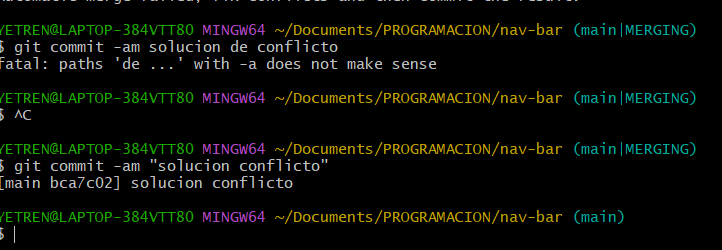 YETREN@LAPTOP-384VTT80 MINGW64 ~/Documents/PROGRAMACION/nav-bar (main|MERGING)
$ git commit -am solucion de conflicto
fatal: paths 'de ...' with -a does not make sense
YETREN@LAPTOP-384VTT80 MINGW64 ~/Documents/PROGRAMACION/nav-bar (main|MERGING)
$ ^C
YETREN@LAPTOP-384VTT80 MINGW64 ~/Documents/PROGRAMACION/nav-bar (main|MERGING)
$ git commit -am "solucion conflicto"
[main bca7c02] solucion conflicto
YETREN@LAPTOP-384VTT80 MINGW64 ~/Documents/PROGRAMACION/nav-bar (main)
$